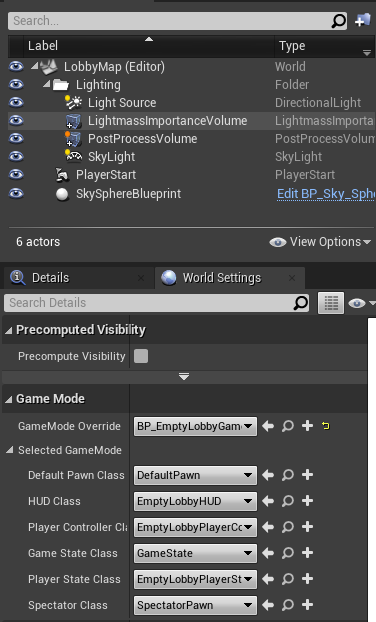 Search...
Label Type
LobbyMap (Editor) World
Lighting Folder
Light Source DirectionalLight
LightmassImportanceVolume LightmassImporta
PostProcessVolume PostProcessVolum
SkyLight SkyLight
PlayerStart PlayerStart
SkySphereBlueprint Edit BP_Sky_Sph
6 actors View Options
Details World Settings
Search Details
Precomputed Visibility
Precompute Visibility
Game Mode
GameMode Override BP_EmptyLobbyGam
Selected GameMode
Default Pawn Class DefaultPawn
HUD Class EmptyLobbyHUD
Player Controller Cla EmptyLobbyPlayerCo
Game State Class GameState
Player State Class EmptyLobbyPlayerSt
Spectator Class SpectatorPawn